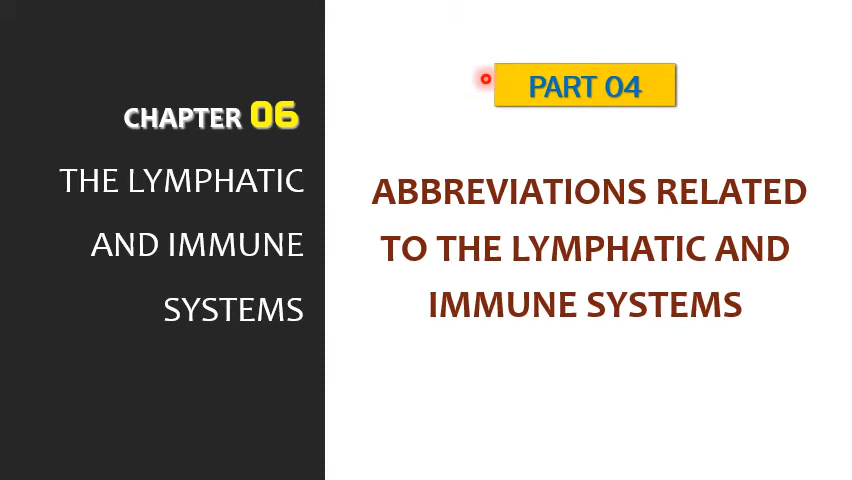 CHAPTER 06
THE LYMPHATIC
AND IMMUNE
SYSTEMS
PART 04
ABBREVIATIONS RELATED
TO THE LYMPHATIC AND
IMMUNE SYSTEMS